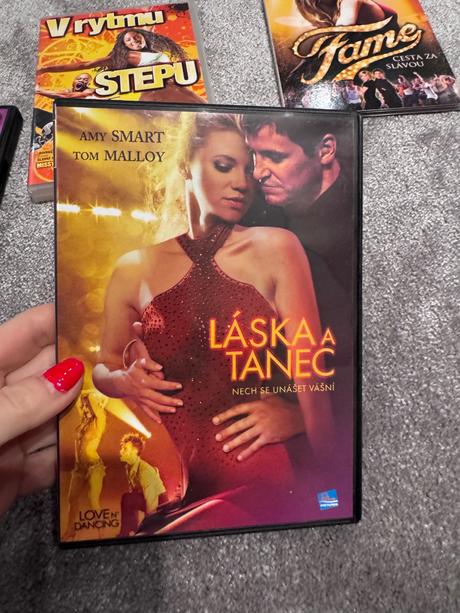 V rytmu
STEPU
Fame
CESTA ZA
SLÁVOU
AMY SMART
TOM MALLOY
LÁSKA A
TANEC
NECH SE UNÁŠET VÁŠNÍ
LOVE N'
DANCING